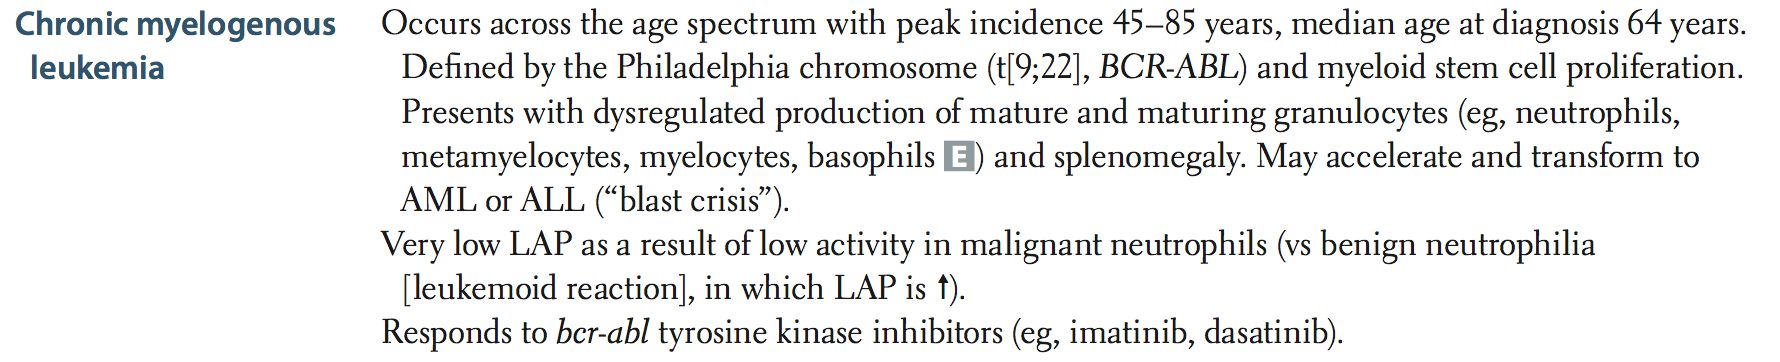 Chronic myelogenous
leukemia
Occurs across the age spectrum with peak incidence 45–85 years, median age at diagnosis 64 years.
Defined by the Philadelphia chromosome (t[9;22], BCR-ABL) and myeloid stem cell proliferation.
Presents with dysregulated production of mature and maturing granulocytes (eg, neutrophils,
metamyelocytes, myelocytes, basophils E) and splenomegaly. May accelerate and transform to
AML or ALL (“blast crisis”).
Very low LAP as a result of low activity in malignant neutrophils (vs benign neutrophilia
[leukemoid reaction], in which LAP is ↑).
Responds to bcr-abl tyrosine kinase inhibitors (eg, imatinib, dasatinib).